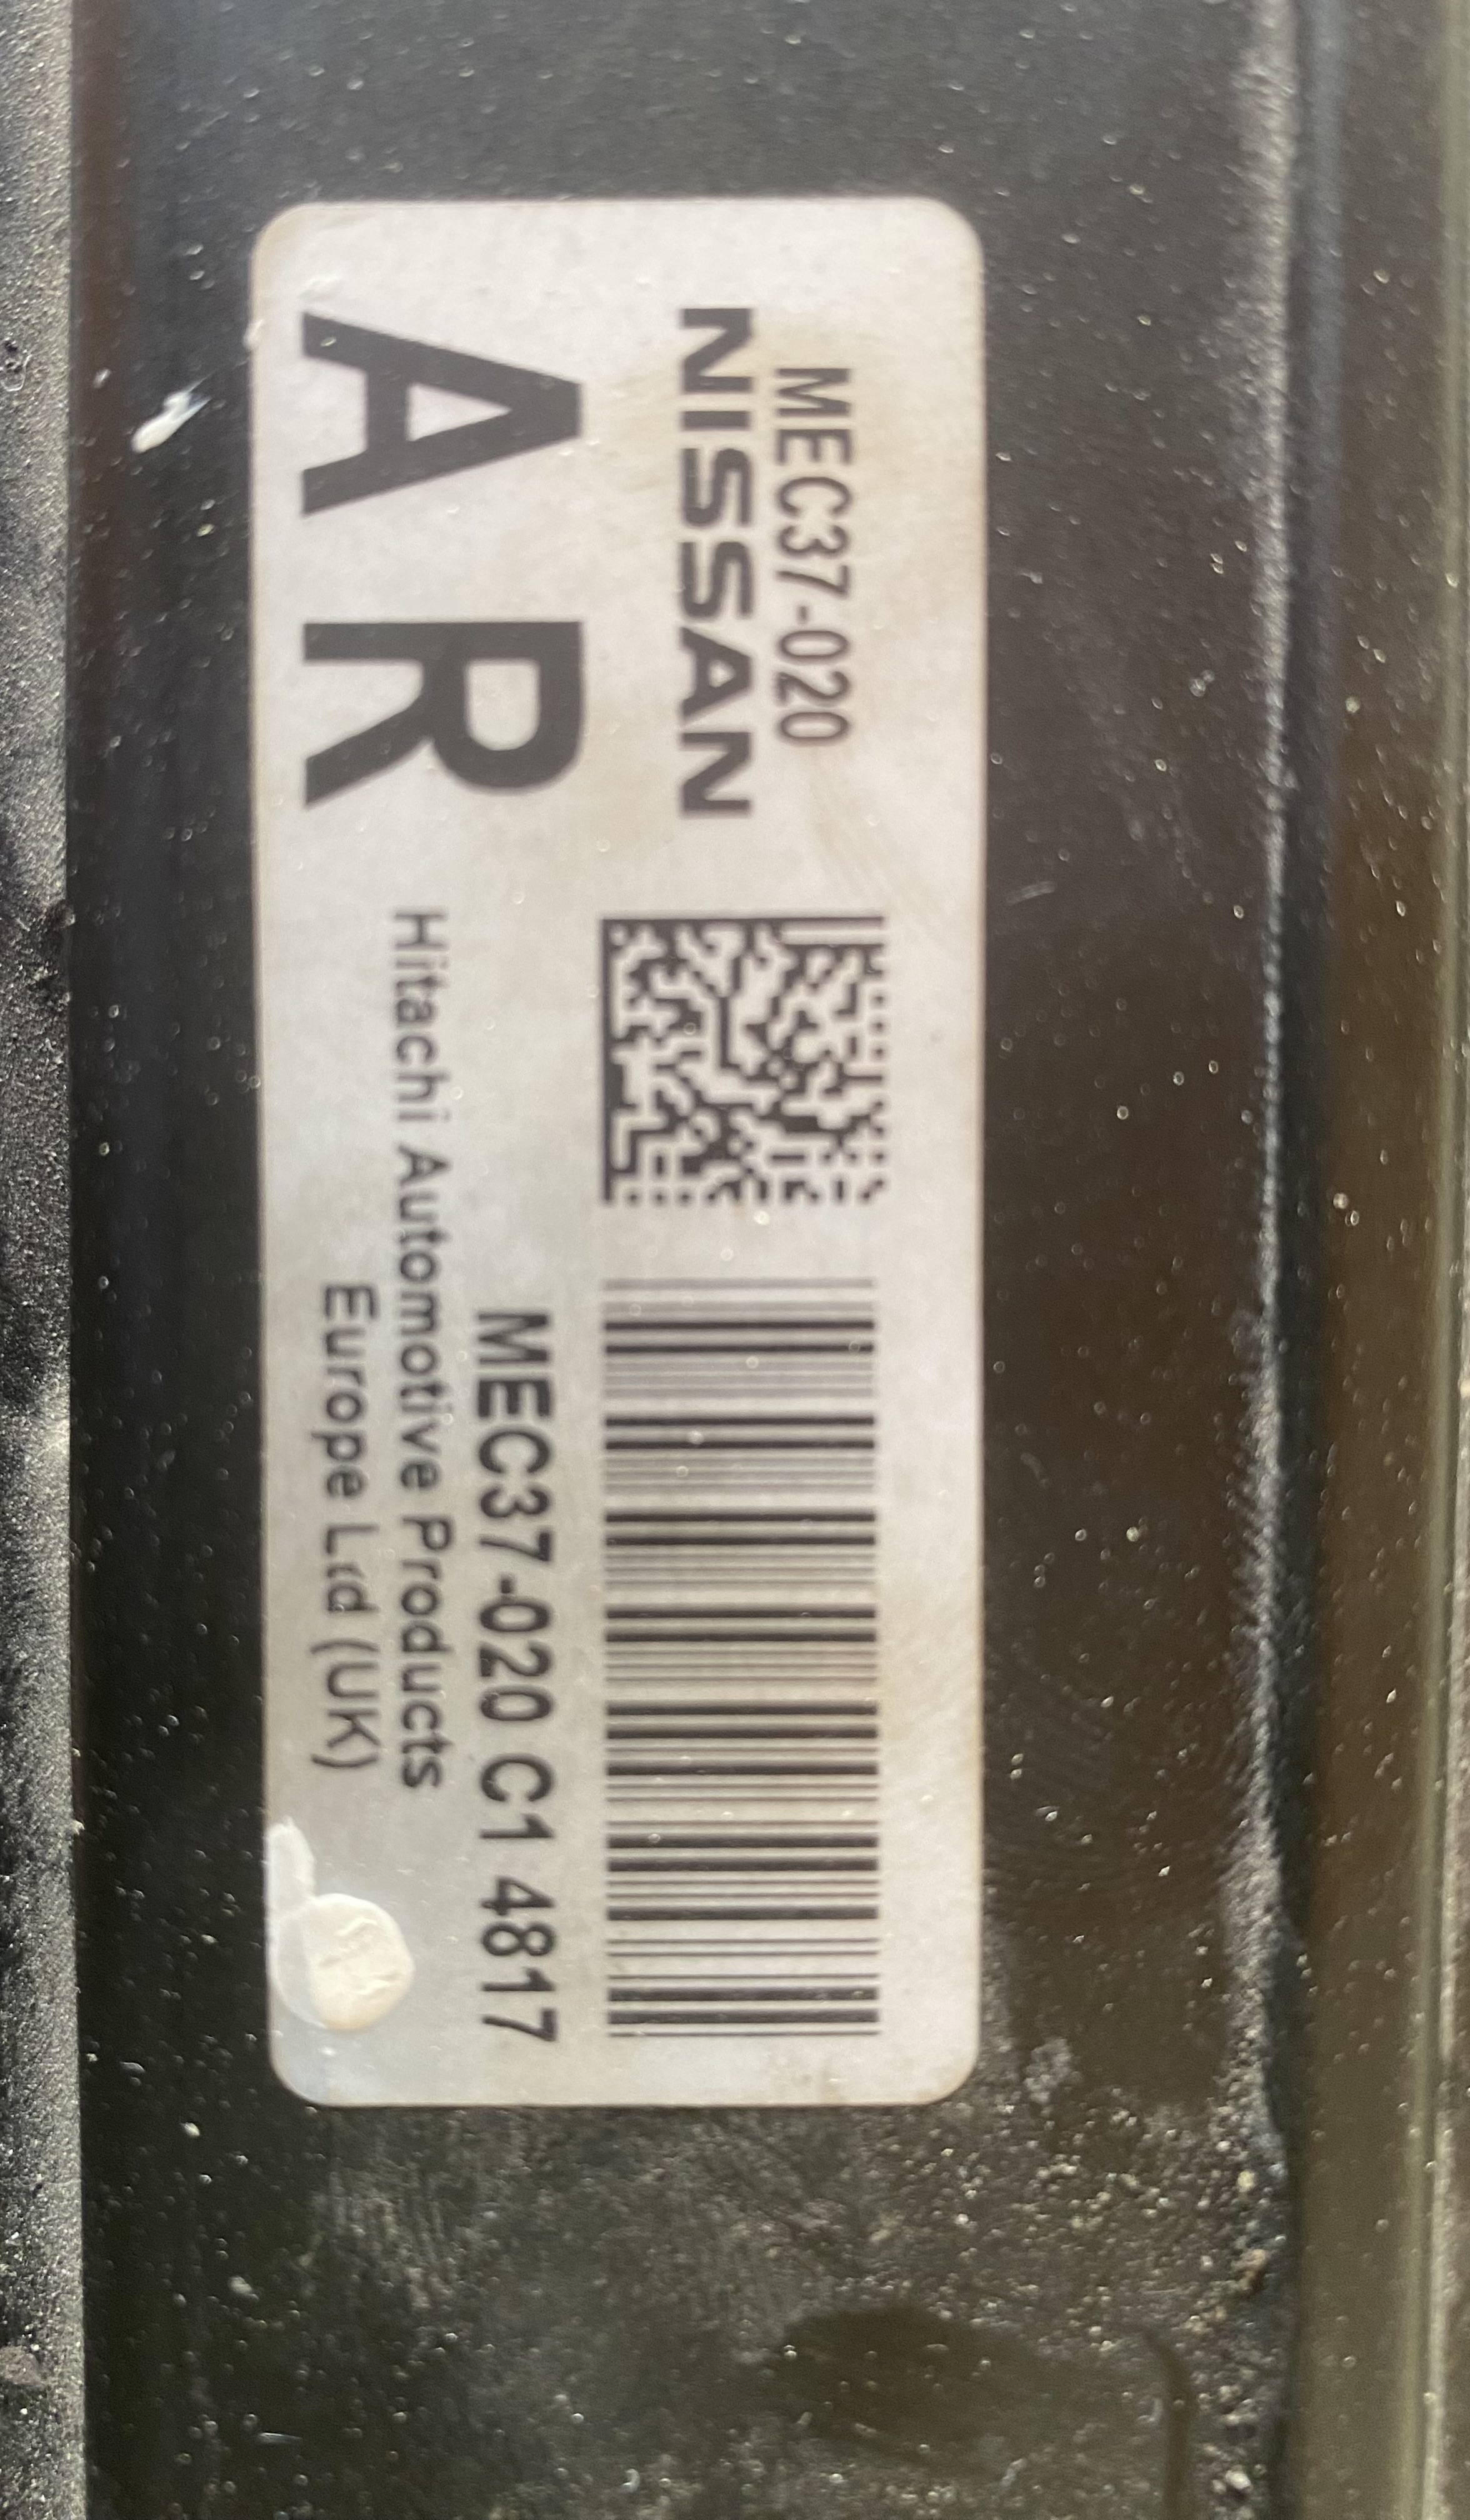 MEC37-020
NISSAN
A R
MEC37-020 C1 4817
Hitachi Automotive Products
Europe Ltd (UK)